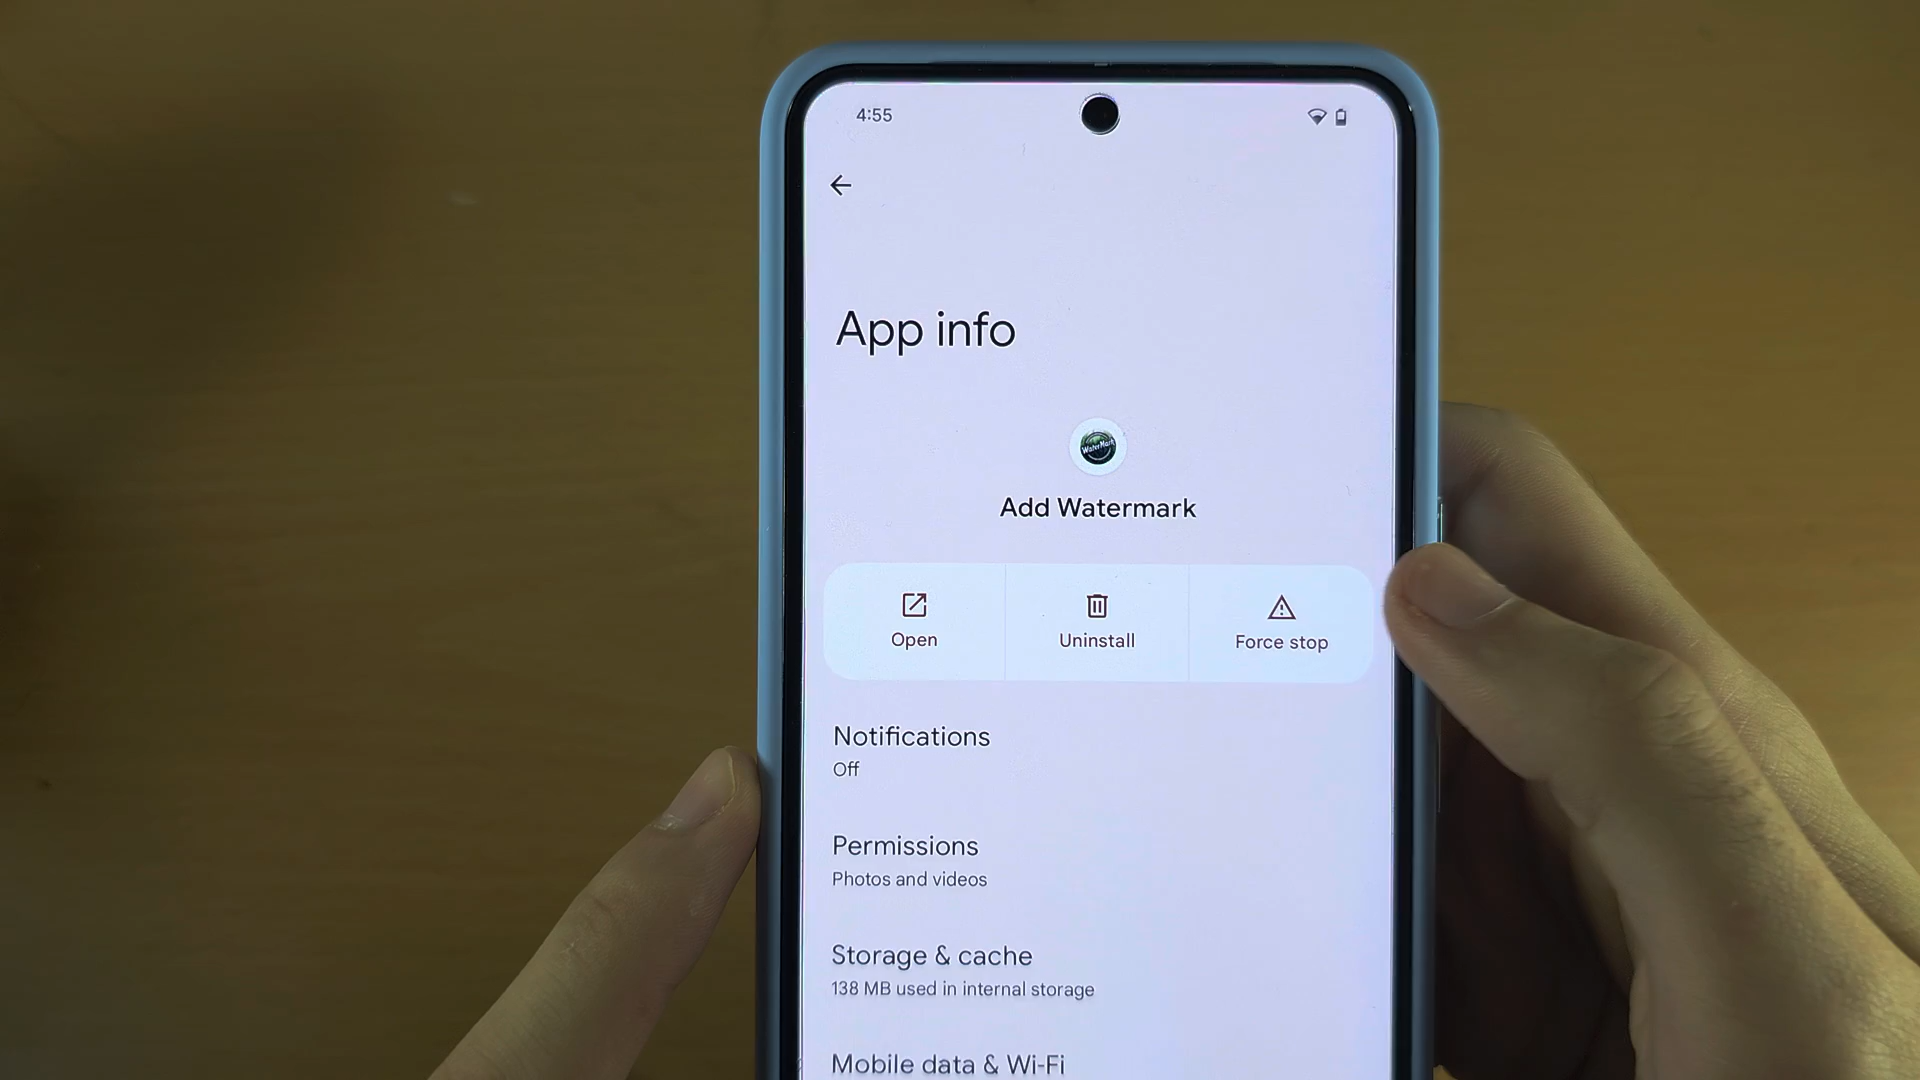 4:55
App info
WaterMark
Add Watermark
Open
Uninstall
Force stop
Notifications
Off
Permissions
Photos and videos
Storage & cache
138 MB used in internal storage
Mobile data & Wi-Fi